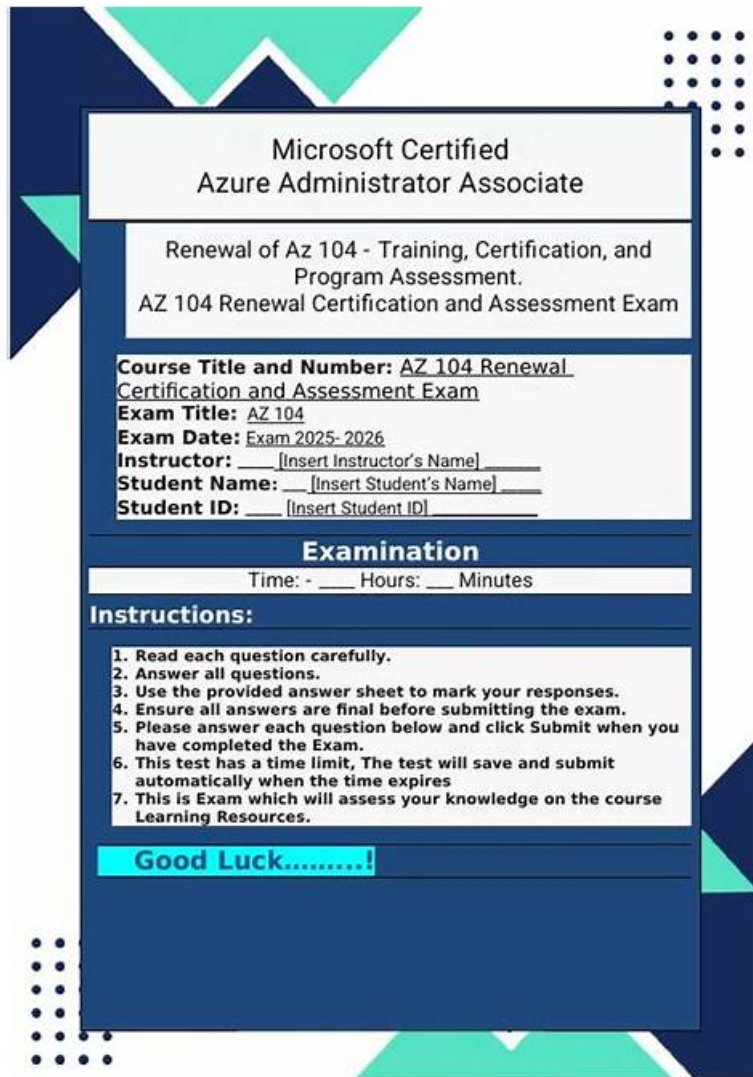 Microsoft Certified
Azure Administrator Associate
Renewal of Az 104 - Training, Certification, and
Program Assessment.
AZ 104 Renewal Certification and Assessment Exam
Course Title and Number: AZ 104 Renewal
Certification and Assessment Exam
Exam Title: AZ 104
Exam Date: Exam 2025- 2026
Instructor: ____ [Insert Instructor's Name] ______
Student Name: ___ [Insert Student's Name] _____
Student ID: ____ [Insert Student ID] ____________
Examination
Time: - ____ Hours: ___ Minutes
Instructions:
1. Read each question carefully.
2. Answer all questions.
3. Use the provided answer sheet to mark your responses.
4. Ensure all answers are final before submitting the exam.
5. Please answer each question below and click Submit when you
have completed the Exam.
6. This test has a time limit, The test will save and submit
automatically when the time expires
7. This is Exam which will assess your knowledge on the course
Learning Resources.
Good Luck.........!